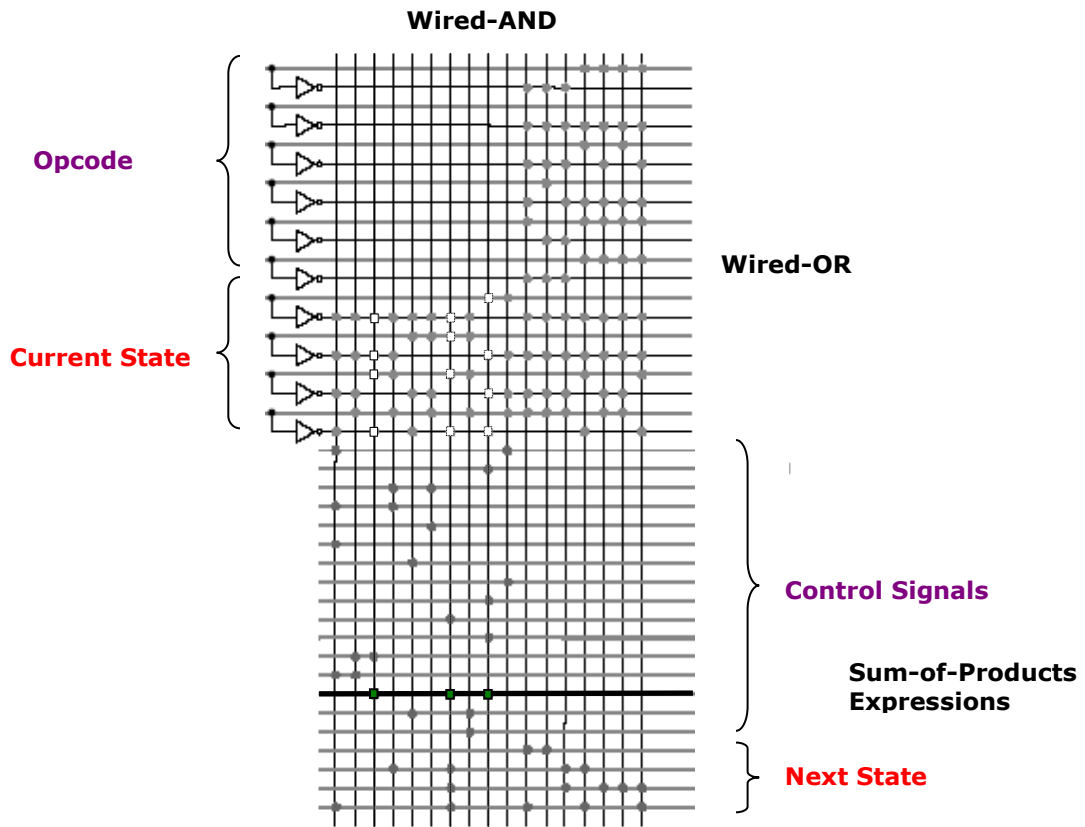 Wired-AND
Opcode
Wired-OR
Current State
Control Signals
Sum-of-Products
Expressions
Next State